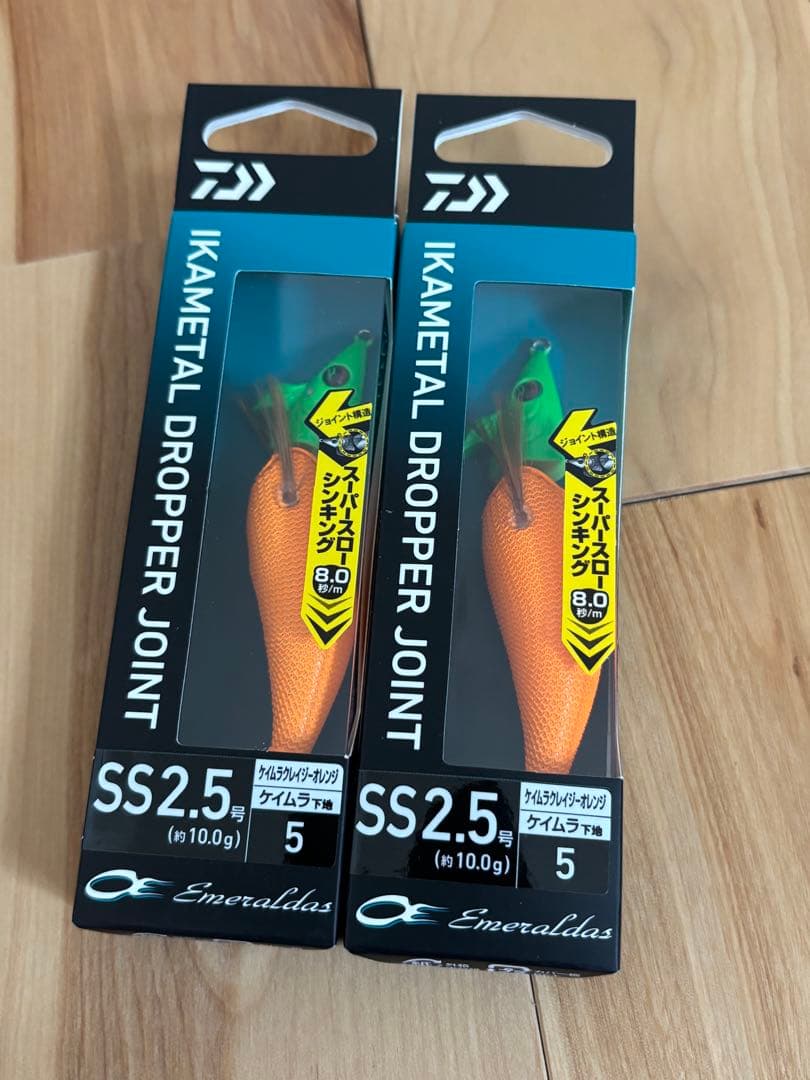 IKAMETAL DROPPER JOINT
ジョイント構造
スーパースロー
シンキング
8.0
秒/m
SS2.5号
(約10.0g)
ケイムラクレイジーオレンジ
ケイムラ下地
5
Emeraldas
IKAMETAL DROPPER JOINT
ジョイント構造
スーパースロー
シンキング
8.0
秒/m
SS2.5号
(約10.0g)
ケイムラクレイジーオレンジ
ケイムラ下地
5
Emeraldas